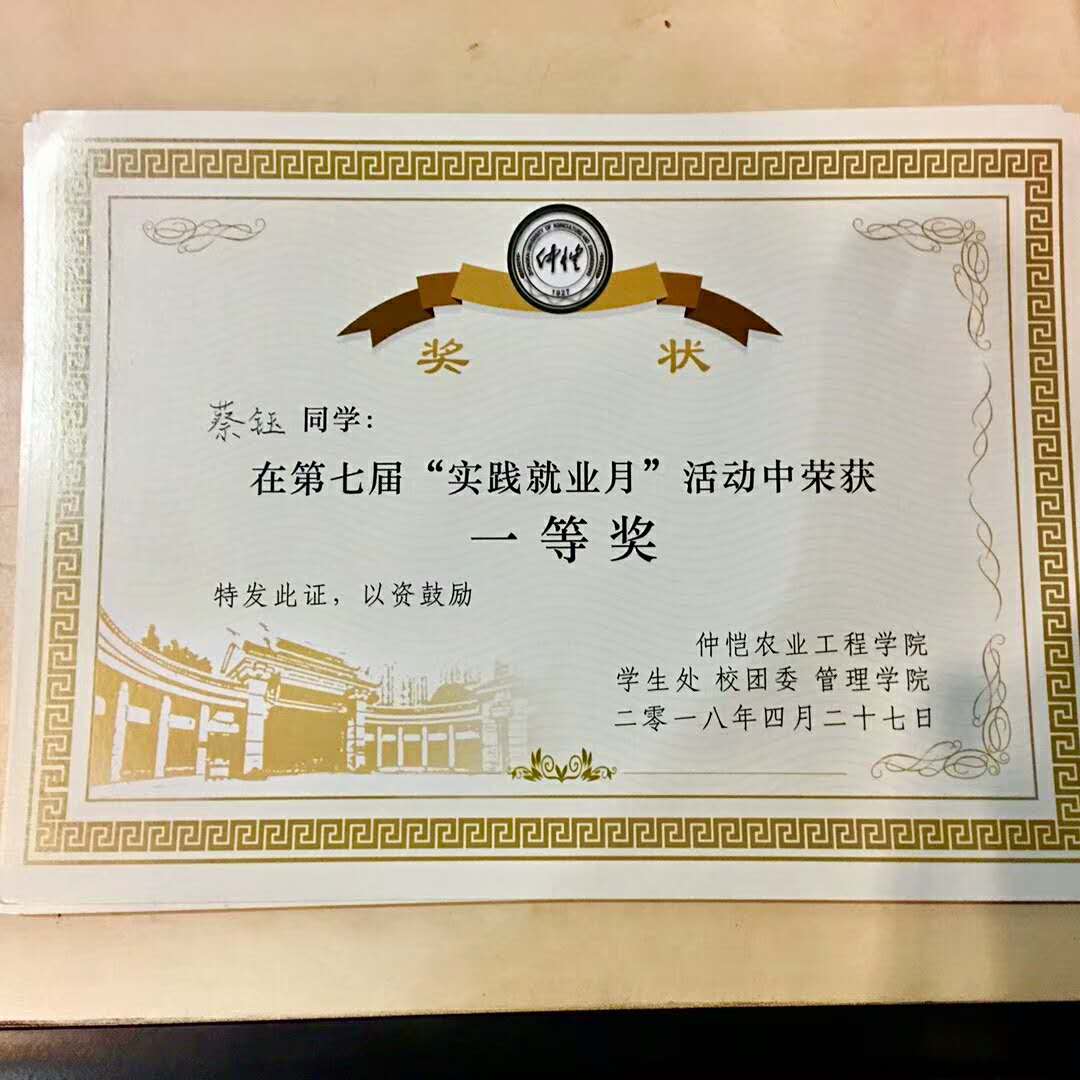 仲恺
1927
奖 状
蔡钰 同学：
在第七届“实践就业月”活动中荣获
一等奖
特发此证，以资鼓励
仲恺农业工程学院
学生处 校团委 管理学院
二零一八年四月二十七日